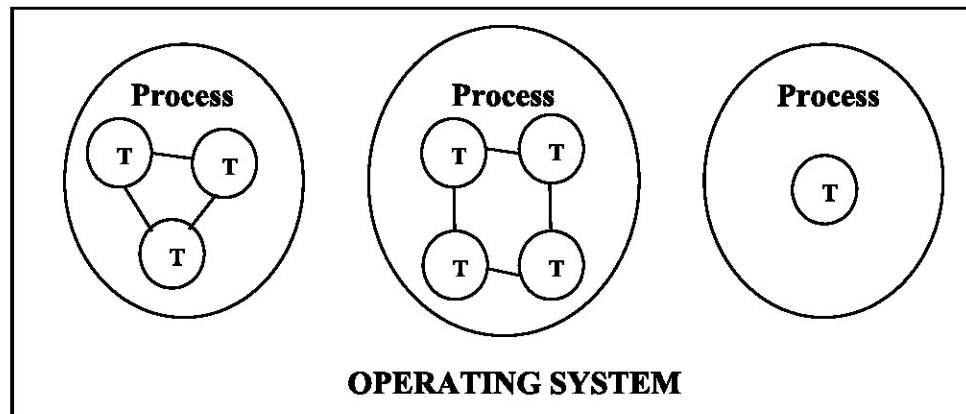 Process Process Process
T T T T T
T
T T T
OPERATING SYSTEM